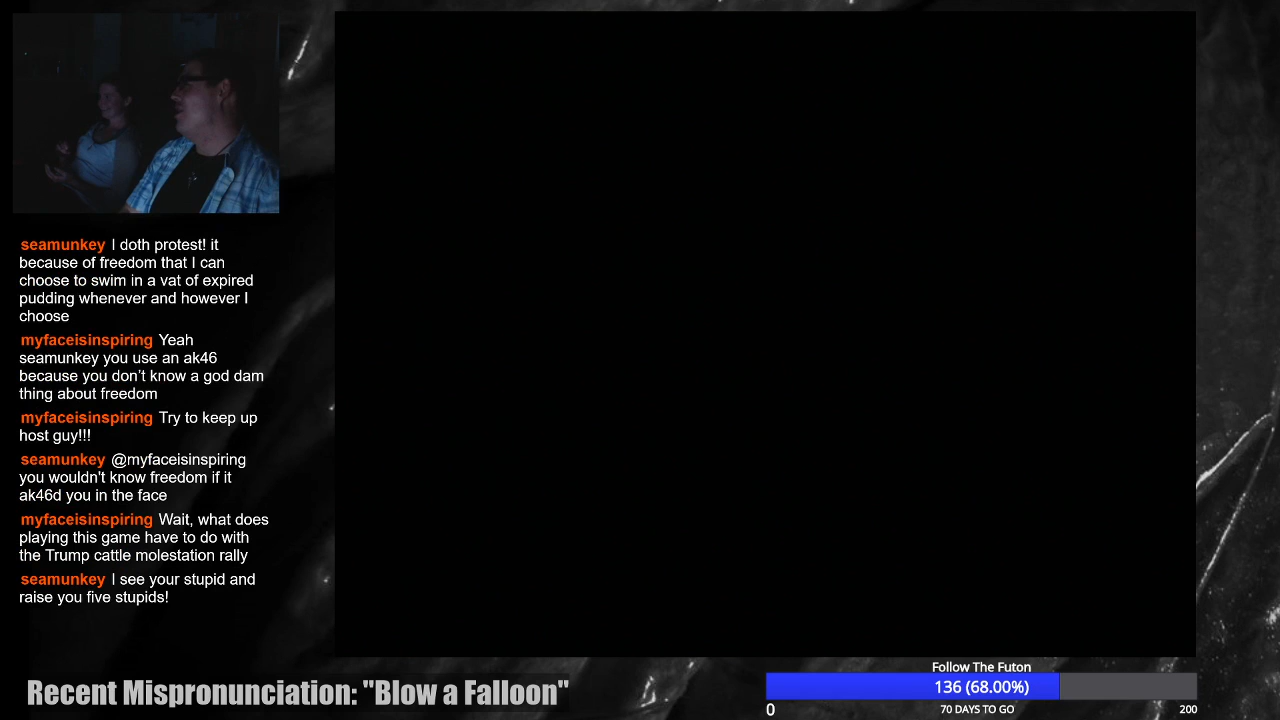 seamunkey I doth protest! it
because of freedom that I can
choose to swim in a vat of expired
pudding whenever and however I
choose
myfaceisinspiring Yeah
seamunkey you use an ak46
because you don't know a god dam
thing about freedom
myfaceisinspiring Try to keep up
host guy!!!
seamunkey @myfaceisinspiring
you wouldn't know freedom if it
ak46d you in the face
myfaceisinspiring Wait, what does
playing this game have to do with
the Trump cattle molestation rally
seamunkey I see your stupid and
raise you five stupids!
Recent Mispronunciation: "Blow a Falloon"
Follow The Futon
136 (68.00%)
0
70 DAYS TO GO
200